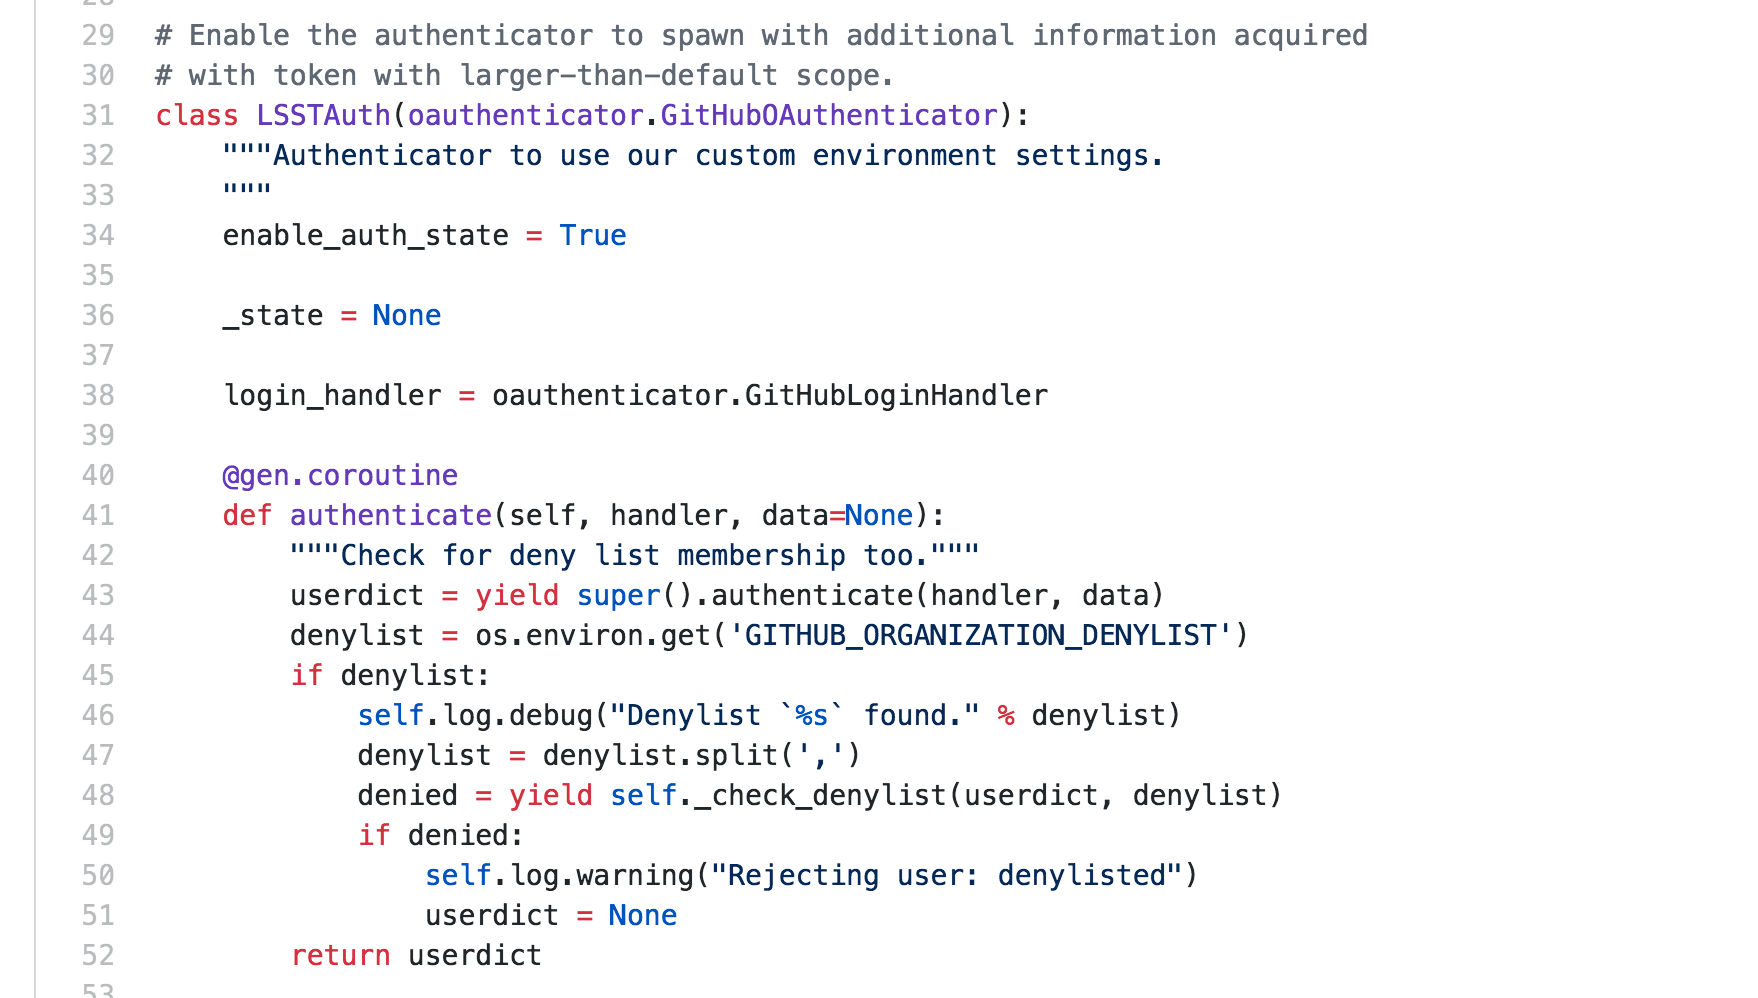 29 # Enable the authenticator to spawn with additional information acquired
30 # with token with larger-than-default scope.
31 class LSSTAuth(oauthenticator.GitHubOAuthenticator):
32     """Authenticator to use our custom environment settings.
33     """
34     enable_auth_state = True
35
36     _state = None
37
38     login_handler = oauthenticator.GitHubLoginHandler
39
40     @gen.coroutine
41     def authenticate(self, handler, data=None):
42         """Check for deny list membership too."""
43         userdict = yield super().authenticate(handler, data)
44         denylist = os.environ.get('GITHUB_ORGANIZATION_DENYLIST')
45         if denylist:
46             self.log.debug("Denylist `%s` found." % denylist)
47             denylist = denylist.split(',')
48             denied = yield self._check_denylist(userdict, denylist)
49             if denied:
50                 self.log.warning("Rejecting user: denylisted")
51                 userdict = None
52         return userdict
53